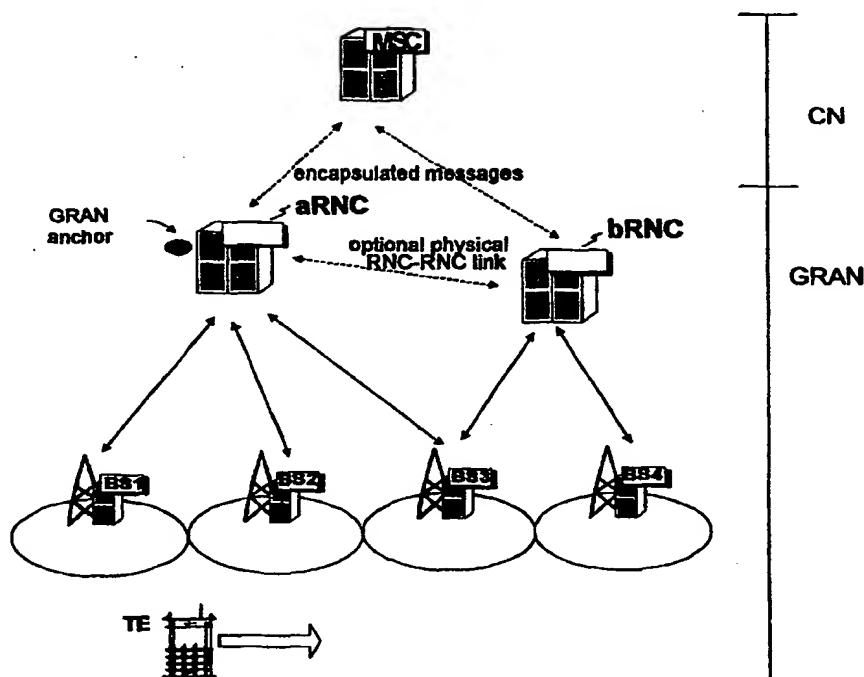 MSC
CN
encapsulated messages
GRAN
anchor
aRNC
optional physical
RNC-RNC link
bRNC
GRAN
BS1
BS2
BS3
BS4
TE